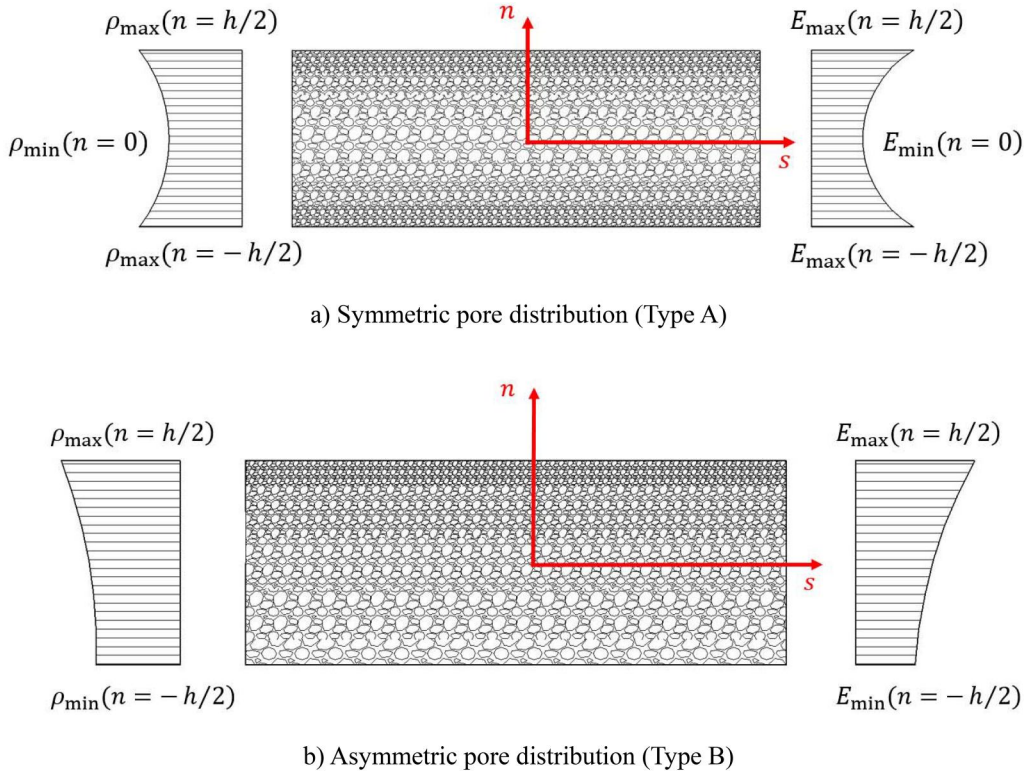 ρmax(n = h/2)
Emax(n = h/2)
n
ρmin(n = 0)
Emin(n = 0)
s
ρmax(n = − h/2)
Emax(n = − h/2)
a) Symmetric pore distribution (Type A)
n
ρmax(n = h/2)
Emax(n = h/2)
s
ρmin(n = − h/2)
Emin(n = − h/2)
b) Asymmetric pore distribution (Type B)